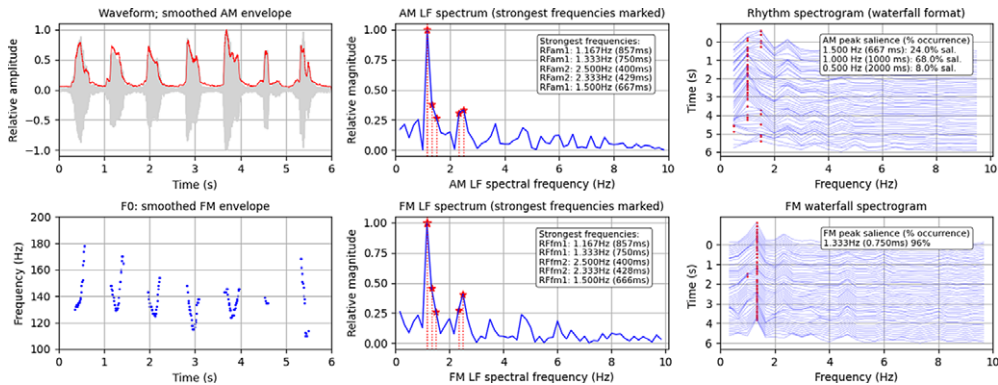 Waveform; smoothed AM envelope
Relative amplitude
1.0
0.5
0.0
−0.5
−1.0
0 1 2 3 4 5 6
Time (s)
AM LF spectrum (strongest frequencies marked)
Relative magnitude
1.00
0.75
0.50
0.25
0.00
Strongest frequencies:
RFam1: 1.167Hz (857ms)
RFam1: 1.333Hz (750ms)
RFam2: 2.500Hz (400ms)
RFam2: 2.333Hz (429ms)
RFam1: 1.500Hz (667ms)
0 2 4 6 8 10
AM LF spectral frequency (Hz)
Rhythm spectrogram (waterfall format)
Time (s)
0
1
2
3
4
5
6
AM peak salience (% occurrence)
1.500 Hz (667 ms): 24.0% sal.
1.000 Hz (1000 ms): 68.0% sal.
0.500 Hz (2000 ms): 8.0% sal.
0 2 4 6 8 10
Frequency (Hz)
F0: smoothed FM envelope
Frequency (Hz)
200
180
160
140
120
100
0 1 2 3 4 5 6
Time (s)
FM LF spectrum (strongest frequencies marked)
Relative magnitude
1.00
0.75
0.50
0.25
0.00
Strongest frequencies:
RFfm1: 1.167Hz (857ms)
RFfm1: 1.333Hz (750ms)
RFfm2: 2.500Hz (400ms)
RFfm2: 2.333Hz (428ms)
RFfm1: 1.500Hz (666ms)
0 2 4 6 8 10
FM LF spectral frequency (Hz)
FM waterfall spectrogram
Time (s)
0
1
2
3
4
5
6
FM peak salience (% occurrence)
1.333Hz (0.750ms) 96%
0 2 4 6 8 10
Frequency (Hz)